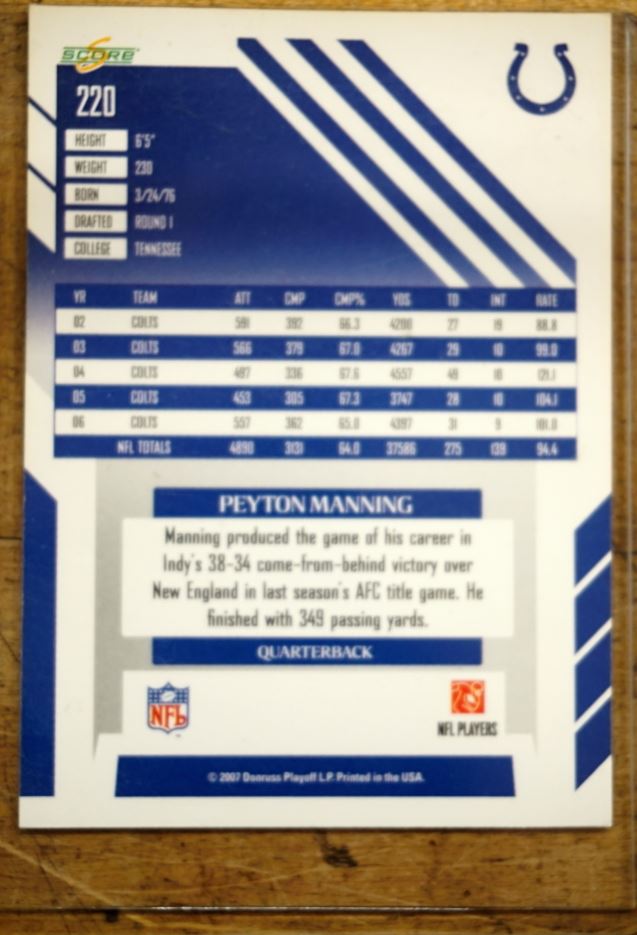 SCORE
220
HEIGHT 6'5"
WEIGHT 230
BORN 3/24/76
DRAFTED ROUND 1
COLLEGE TENNESSEE
YR TEAM ATT CMP CMP% YDS TD INT RATE
02 COLTS 591 392 66.3 4200 27 19 88.8
03 COLTS 566 379 67.0 4267 29 10 99.0
04 COLTS 497 336 67.6 4557 49 10 121.1
05 COLTS 453 305 67.3 3747 28 10 104.1
06 COLTS 557 362 65.0 4397 31 9 101.0
NFL TOTALS 4890 3131 64.0 37586 275 139 94.4
PEYTON MANNING
Manning produced the game of his career in
Indy's 38-34 come-from-behind victory over
New England in last season's AFC title game. He
finished with 349 passing yards.
QUARTERBACK
NFL
NFL PLAYERS
© 2007 Donruss Playoff L.P. Printed in the USA.